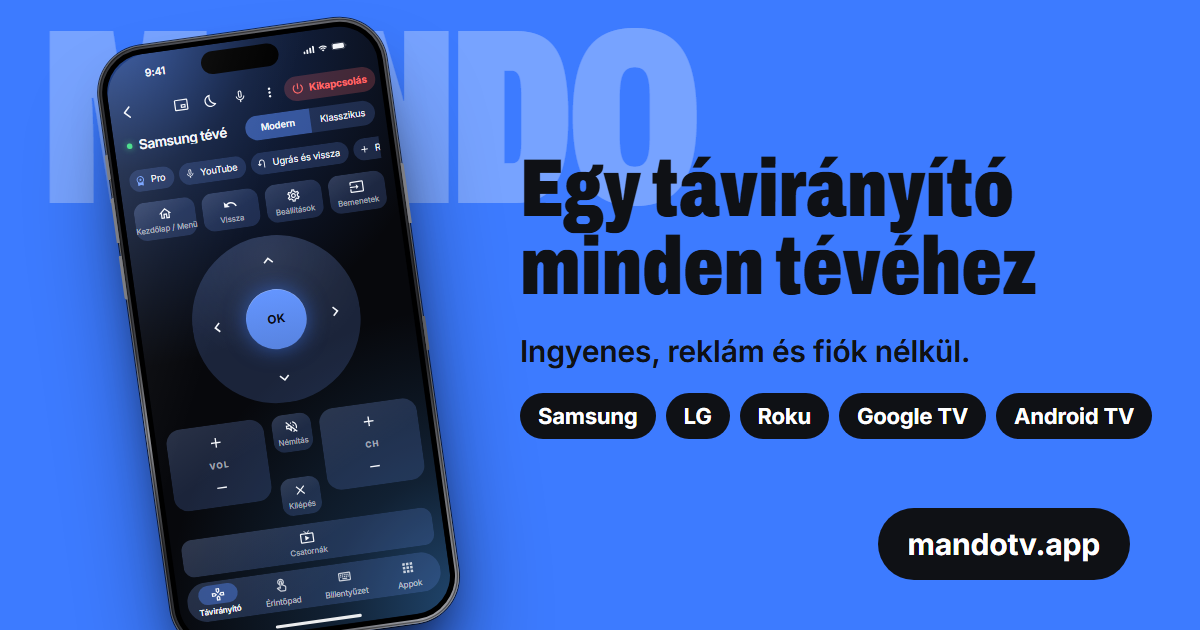 MANDO
9:41
Kikapcsolás
Samsung tévé
Modern
Klasszikus
Pro
YouTube
Ugrás és vissza
R
Kezdőlap / Menü
Vissza
Beállítások
Bemenetek
OK
VOL
Némítás
CH
Kilépés
Csatornák
Távirányító
Érintőpad
Billentyűzet
Appok
Egy távirányító
minden tévéhez
Ingyenes, reklám és fiók nélkül.
Samsung
LG
Roku
Google TV
Android TV
mandotv.app